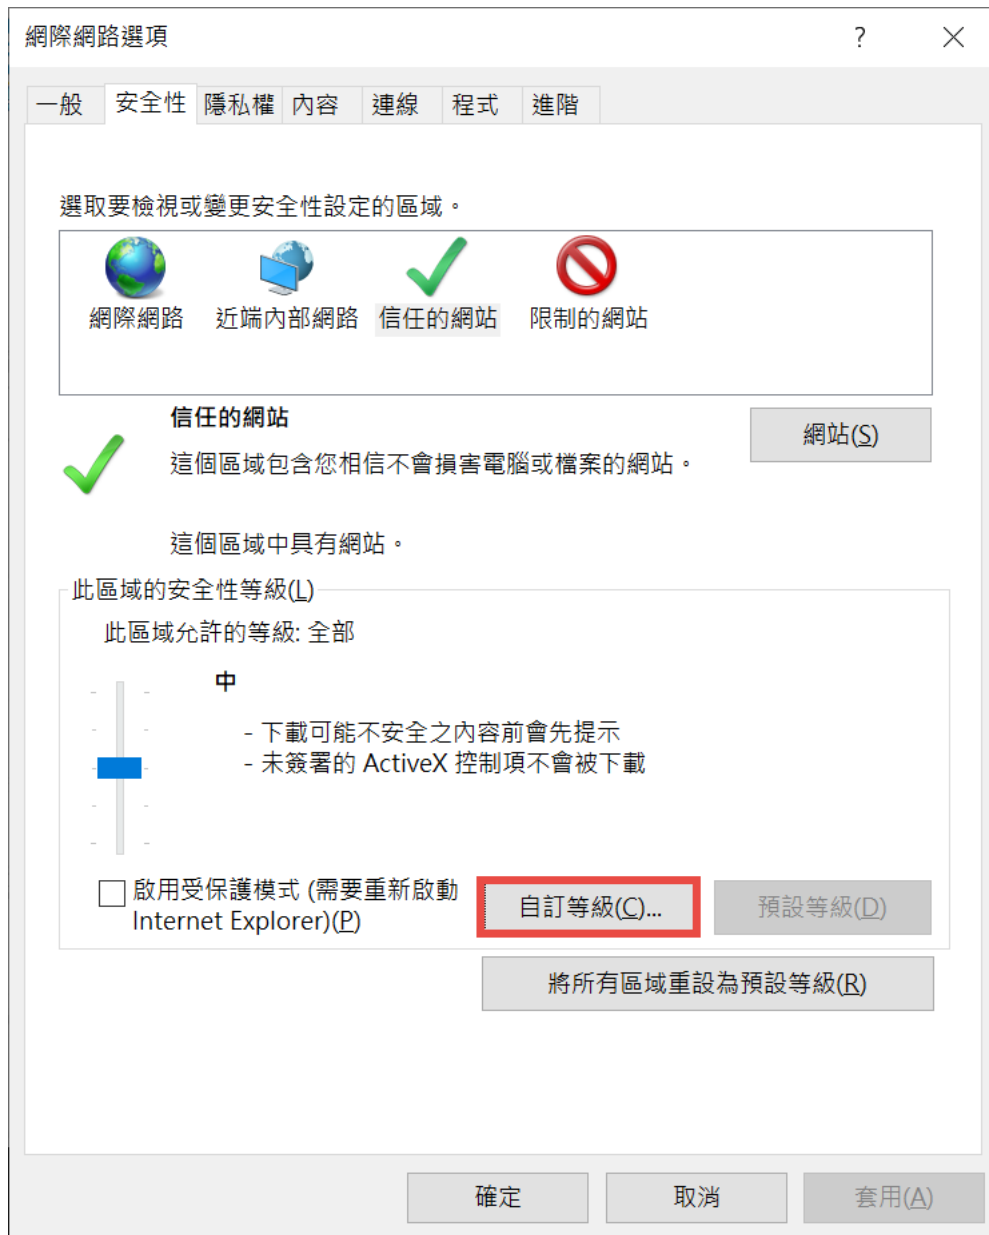 網際網路選項
?
一般 安全性 隱私權 內容 連線 程式 進階
選取要檢視或變更安全性設定的區域。
網際網路 近端內部網路 信任的網站 限制的網站
信任的網站
網站(S)
這個區域包含您相信不會損害電腦或檔案的網站。
這個區域中具有網站。
此區域的安全性等級(L)
此區域允許的等級: 全部
中
- 下載可能不安全之內容前會先提示
- 未簽署的 ActiveX 控制項不會被下載
啟用受保護模式 (需要重新啟動
Internet Explorer)(P)
自訂等級(C)...
預設等級(D)
將所有區域重設為預設等級(R)
確定 取消 套用(A)